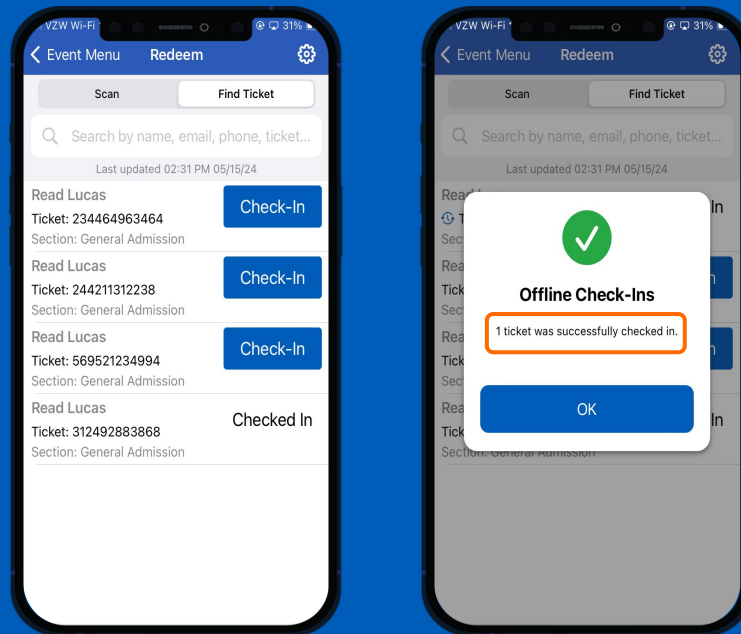 VZW Wi-Fi
31%
Event Menu Redeem
Scan Find Ticket
Search by name, email, phone, ticket...
Last updated 02:31 PM 05/15/24
Read Lucas
Ticket: 234464963464
Section: General Admission
Check-In
Read Lucas
Ticket: 244211312238
Section: General Admission
Check-In
Read Lucas
Ticket: 569521234994
Section: General Admission
Check-In
Read Lucas
Ticket: 312492883868
Section: General Admission
Checked In
VZW Wi-Fi
31%
Event Menu Redeem
Scan Find Ticket
Search by name, email, phone, ticket...
Last updated 02:31 PM 05/15/24
Offline Check-Ins
1 ticket was successfully checked in.
OK
Section: General Admission